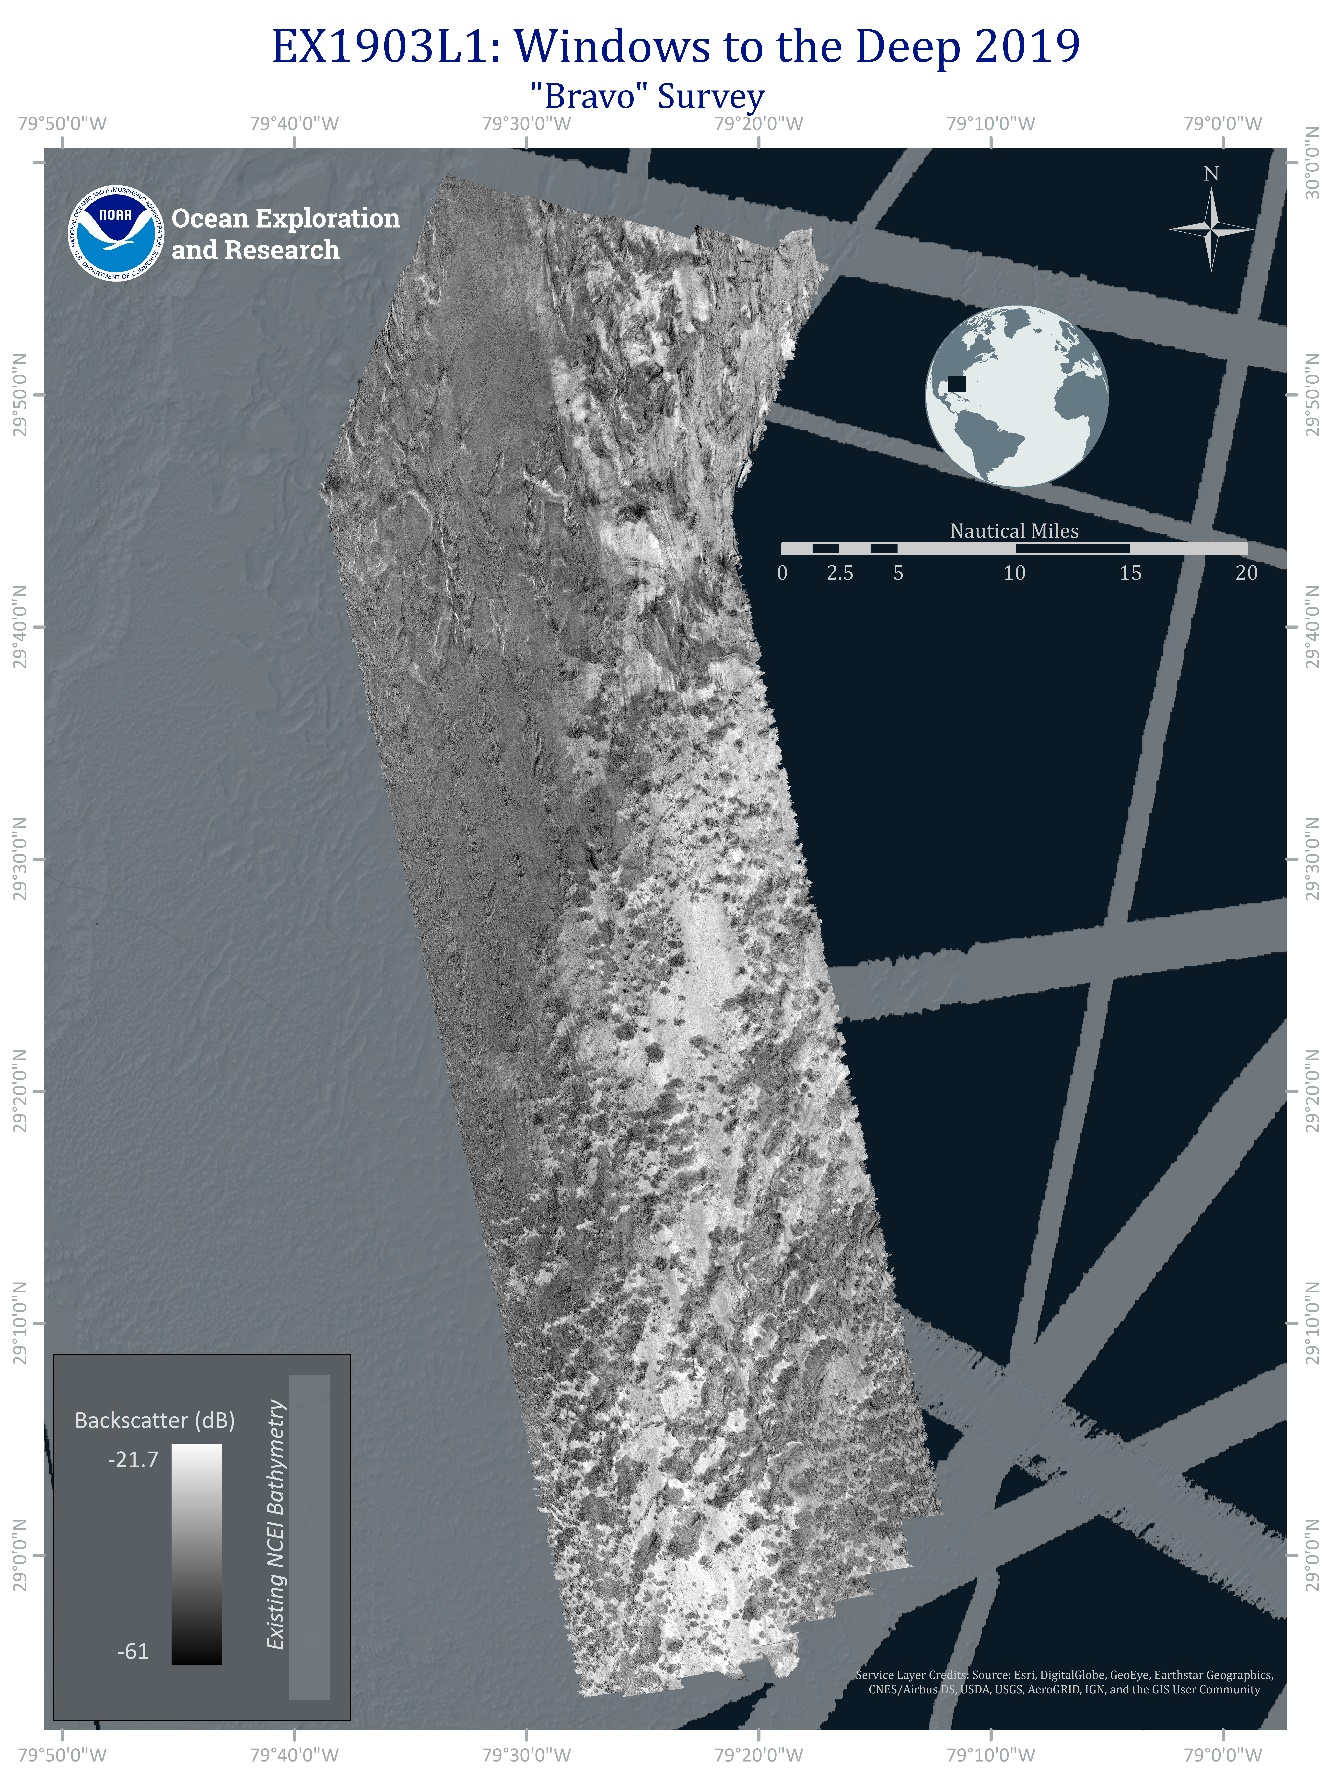 EX1903L1: Windows to the Deep 2019
"Bravo" Survey
79°50'0"W 79°40'0"W 79°30'0"W 79°20'0"W 79°10'0"W 79°0'0"W
30°0'0"N
N
NOAA
Ocean Exploration
and Research
29°50'0"N 29°50'0"N
Nautical Miles
0 2.5 5 10 15 20
29°40'0"N 29°40'0"N
29°30'0"N 29°30'0"N
29°20'0"N 29°20'0"N
29°10'0"N 29°10'0"N
Backscatter (dB)
-21.7
-61
Existing NCEI Bathymetry
29°0'0"N 29°0'0"N
Service Layer Credits: Source: Esri, DigitalGlobe, GeoEye, Earthstar Geographics,
CNES/Airbus DS, USDA, USGS, AeroGRID, IGN, and the GIS User Community
79°50'0"W 79°40'0"W 79°30'0"W 79°20'0"W 79°10'0"W 79°0'0"W